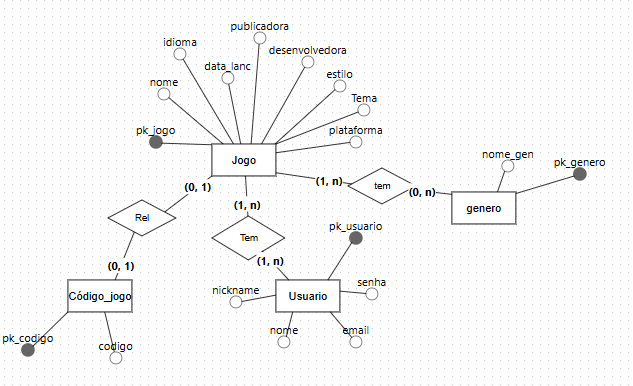 publicadora
idioma
desenvolvedora
data_lanc
estilo
nome
Tema
plataforma
pk_jogo
Jogo
nome_gen
pk_genero
(1, n)
tem
(0, n)
(0, 1)
(1, n)
genero
Rel
pk_usuario
Tem
(1, n)
(0, 1)
senha
Código_jogo
nickname
Usuario
nome
email
pk_codigo
codigo